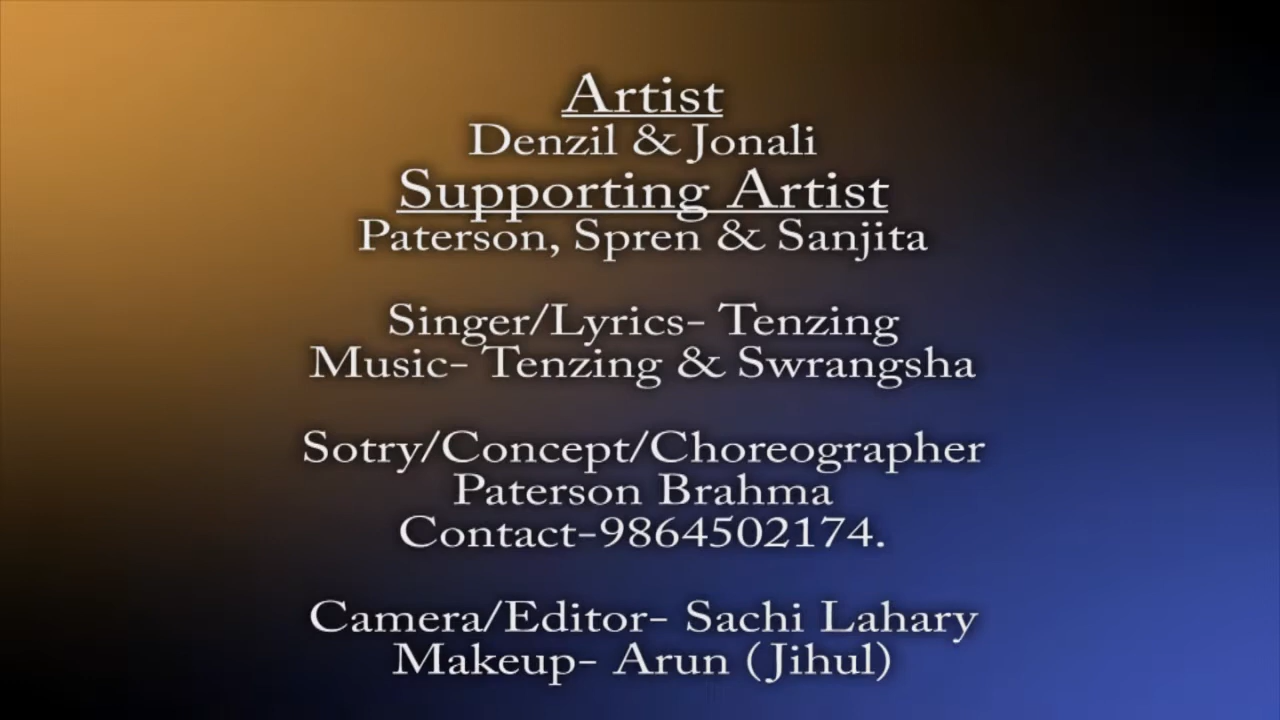 Artist
Denzil & Jonali
Supporting Artist
Paterson, Spren & Sanjita
Singer/Lyrics- Tenzing
Music- Tenzing & Swrangsha
Sotry/Concept/Choreographer
Paterson Brahma
Contact-9864502174.
Camera/Editor- Sachi Lahary
Makeup- Arun (Jihul)